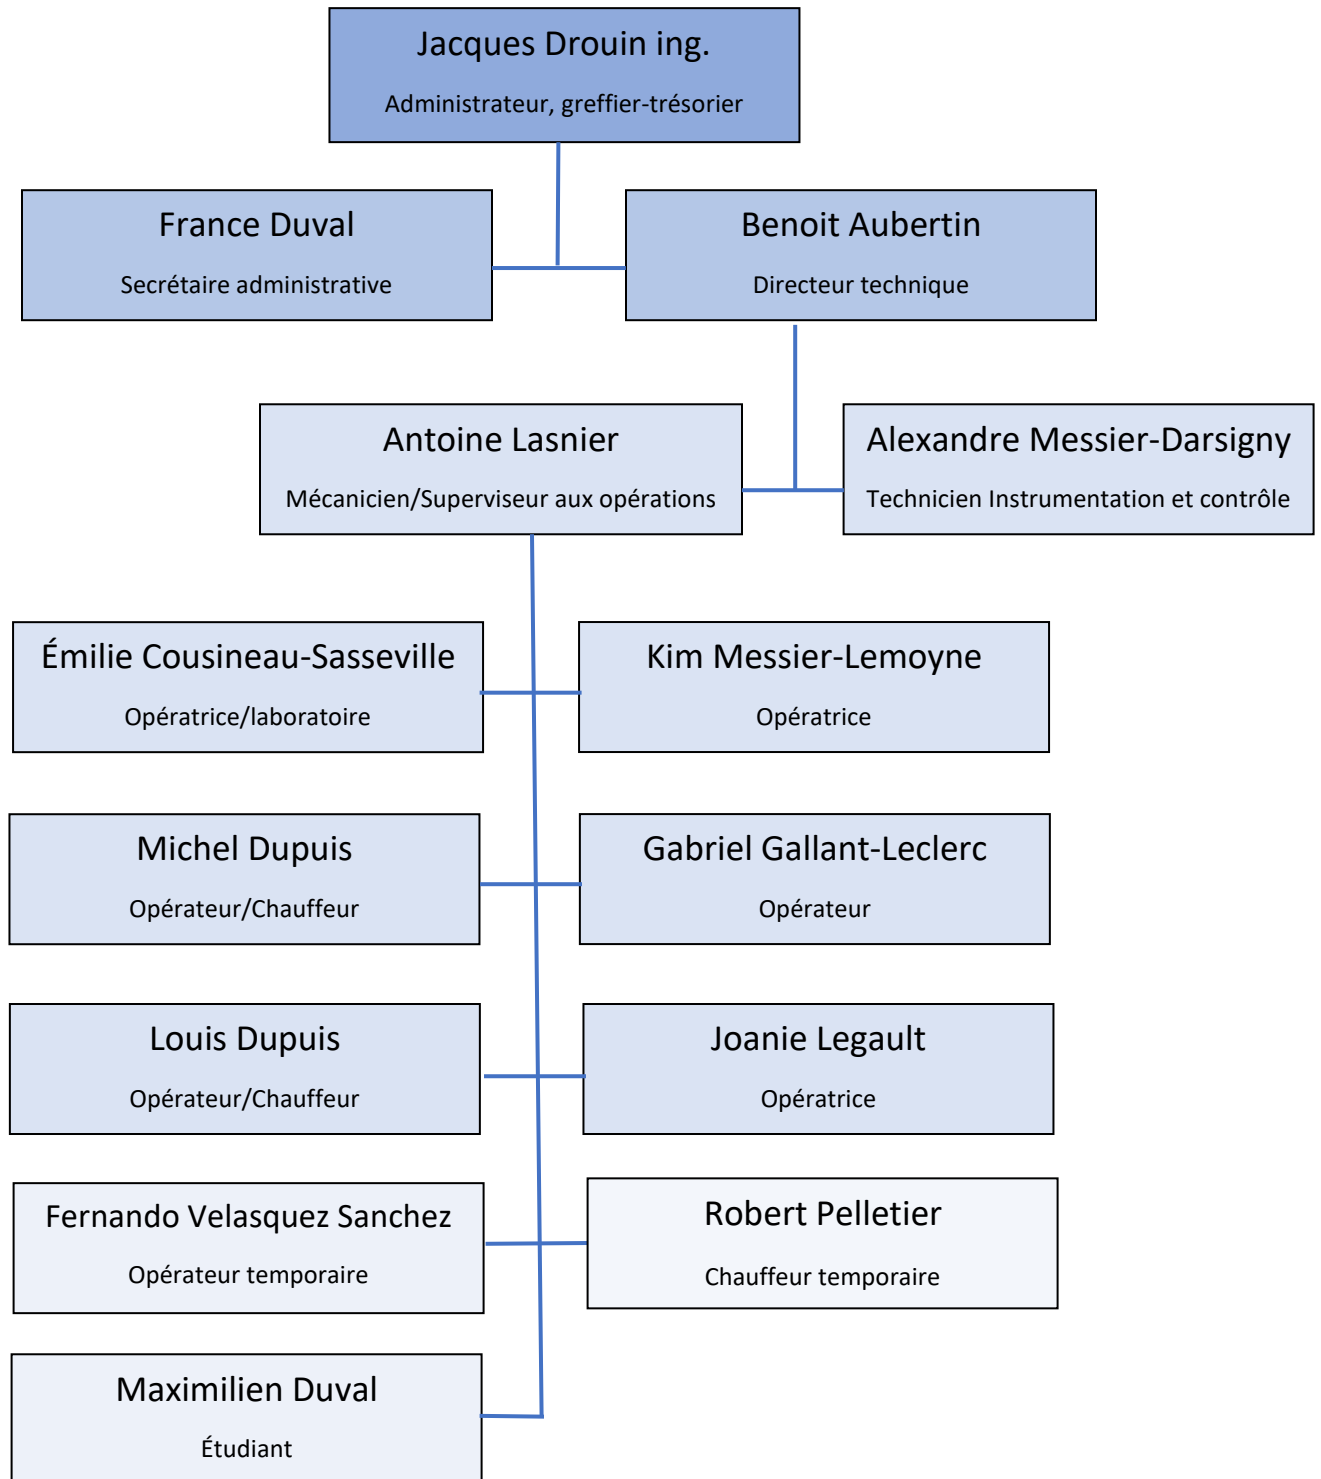 Jacques Drouin ing.
Administrateur, greffier-trésorier
France Duval
Secrétaire administrative
Benoit Aubertin
Directeur technique
Antoine Lasnier
Mécanicien/Superviseur aux opérations
Alexandre Messier-Darsigny
Technicien Instrumentation et contrôle
Émilie Cousineau-Sasseville
Opératrice/laboratoire
Kim Messier-Lemoyne
Opératrice
Michel Dupuis
Opérateur/Chauffeur
Gabriel Gallant-Leclerc
Opérateur
Louis Dupuis
Opérateur/Chauffeur
Joanie Legault
Opératrice
Fernando Velasquez Sanchez
Opérateur temporaire
Robert Pelletier
Chauffeur temporaire
Maximilien Duval
Étudiant